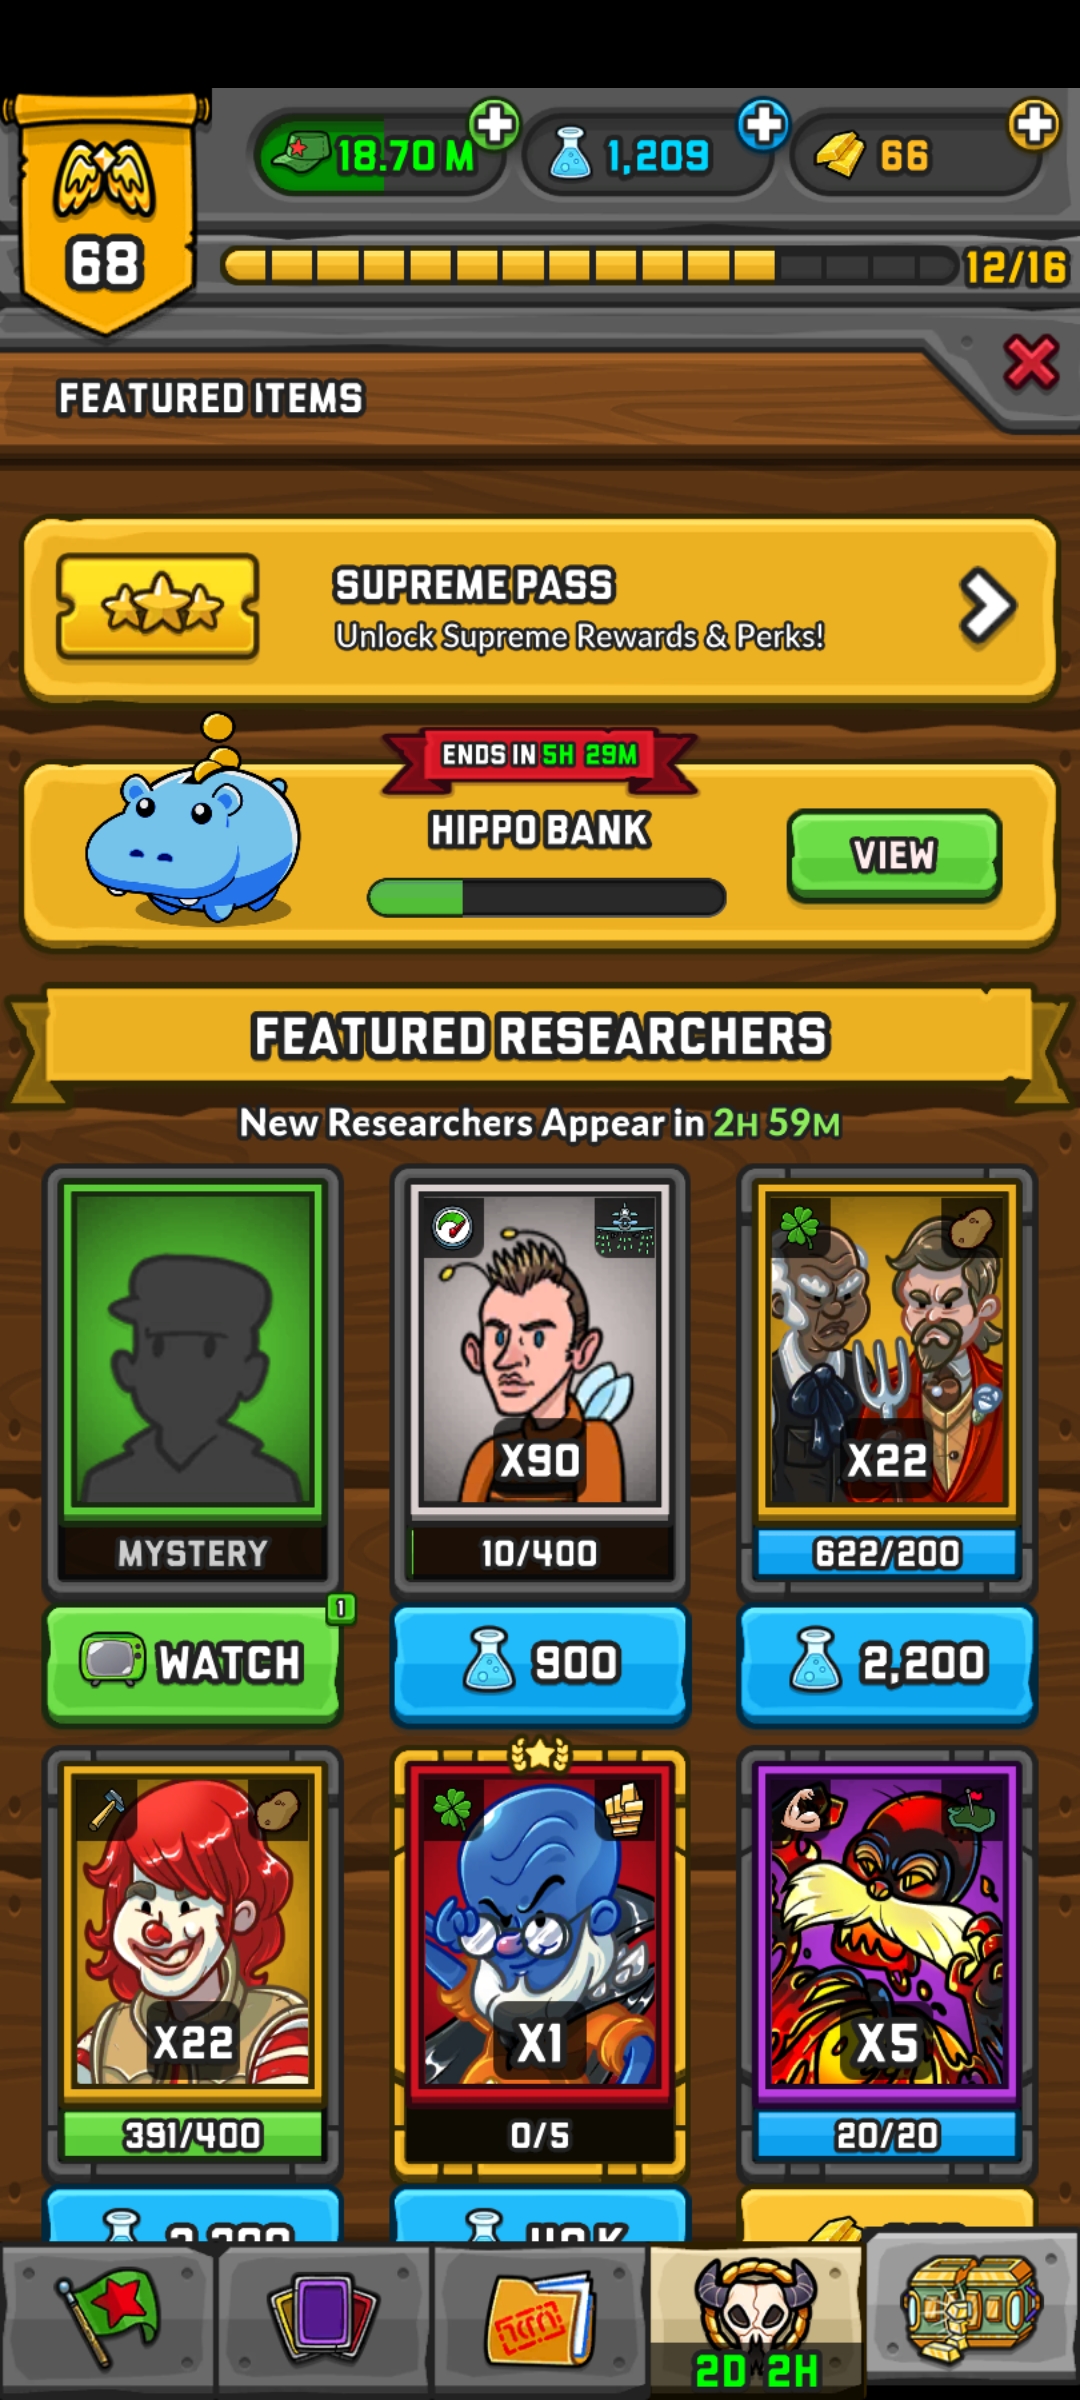 18.70 M
1,209
66
68
12/16
FEATURED ITEMS
SUPREME PASS
Unlock Supreme Rewards & Perks!
ENDS IN 5H 29M
HIPPO BANK
VIEW
FEATURED RESEARCHERS
New Researchers Appear in 2H 59M
X90
X22
MYSTERY
10/400
622/200
1
WATCH
900
2,200
X22
X1
X5
391/400
0/5
20/20
2D 2H